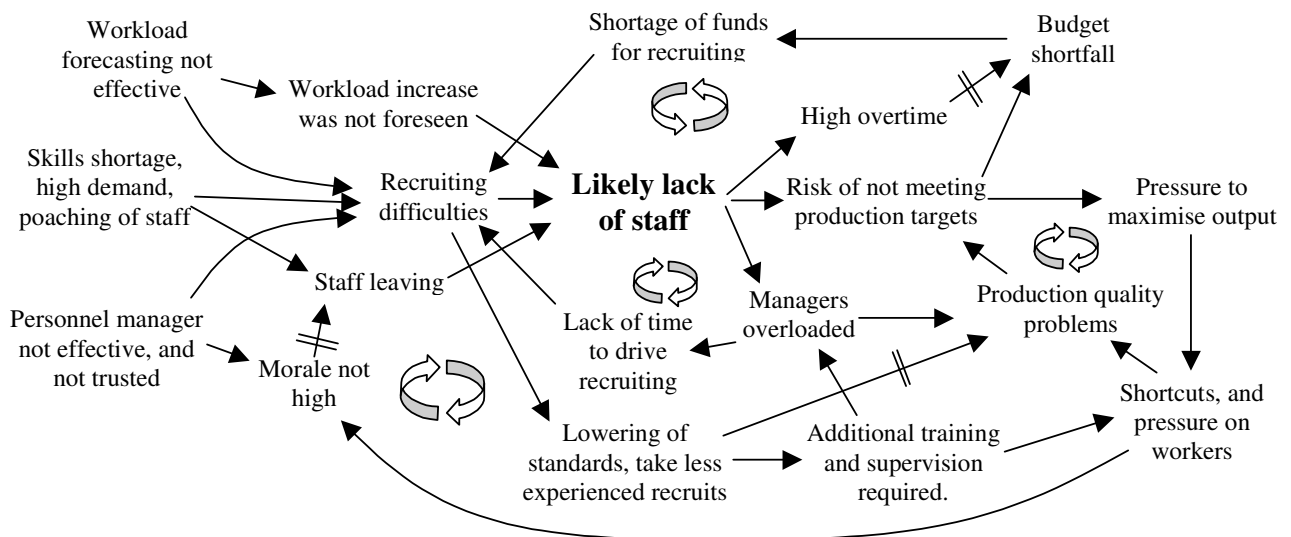 Workload
forecasting not
effective
Shortage of funds
for recruiting
Budget
shortfall
Workload increase
was not foreseen
High overtime
Skills shortage,
high demand,
poaching of staff
Recruiting
difficulties
Likely lack
of staff
Risk of not meeting
production targets
Pressure to
maximise output
Staff leaving
Personnel manager
not effective, and
not trusted
Morale not
high
Lack of time
to drive
recruiting
Managers
overloaded
Production quality
problems
Lowering of
standards, take less
experienced recruits
Additional training
and supervision
required.
Shortcuts, and
pressure on
workers